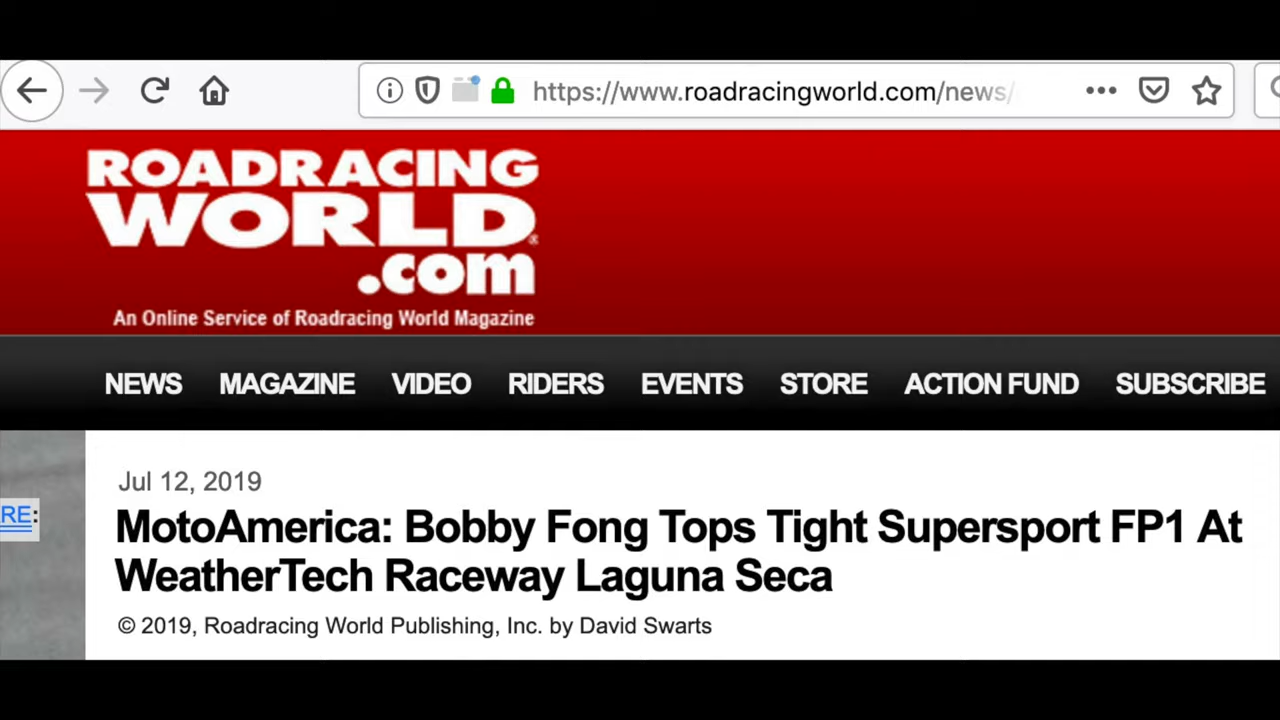 https://www.roadracingworld.com/news/
ROADRACING
WORLD®
.com
An Online Service of Roadracing World Magazine
NEWS MAGAZINE VIDEO RIDERS EVENTS STORE ACTION FUND SUBSCRIBE
Jul 12, 2019
RE:
MotoAmerica: Bobby Fong Tops Tight Supersport FP1 At
WeatherTech Raceway Laguna Seca
© 2019, Roadracing World Publishing, Inc. by David Swarts